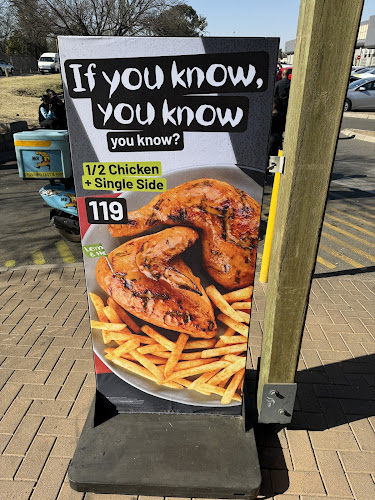 If you know,
you know
you know?
1/2 Chicken
+ Single Side
119